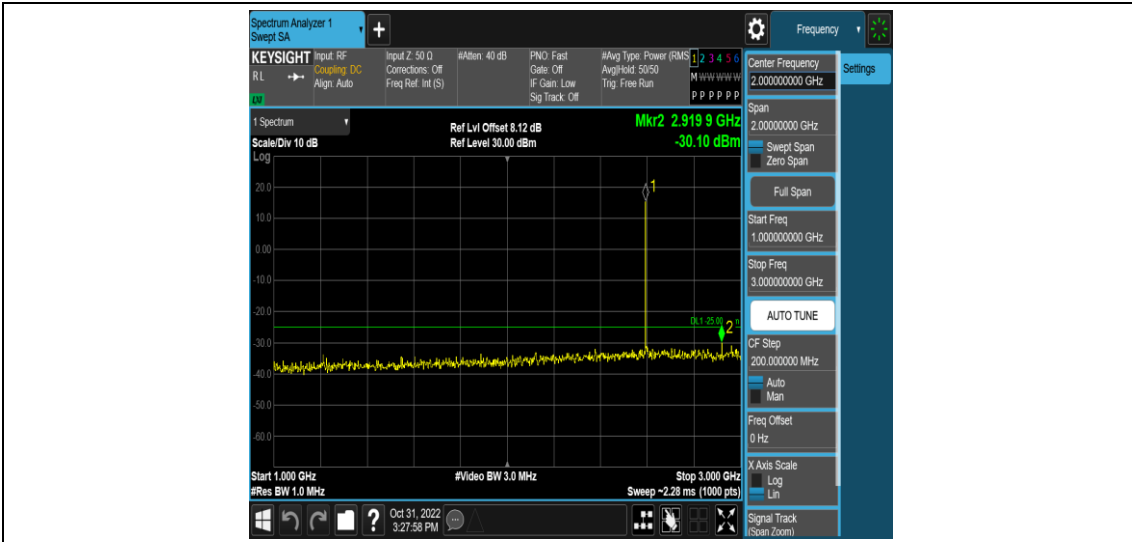 Spectrum Analyzer 1
Swept SA
+
Frequency
KEYSIGHT
RL
LXI
Input: RF
Coupling: DC
Align: Auto
Input Z: 50 Ω
Corrections: Off
Freq Ref: Int (S)
#Atten: 40 dB
PNO: Fast
Gate: Off
IF Gain: Low
Sig Track: Off
#Avg Type: Power (RMS
Avg|Hold: 50/50
Trig: Free Run
1 2 3 4 5 6
M W W W W W
P P P P P P
1 Spectrum
Scale/Div 10 dB
Log
Ref Lvl Offset 8.12 dB
Ref Level 30.00 dBm
Mkr2 2.919 9 GHz
-30.10 dBm
20.0
10.0
0.00
-10.0
-20.0
-30.0
-40.0
-50.0
-60.0
1
DL1 -25.00
2
Start 1.000 GHz
#Res BW 1.0 MHz
#Video BW 3.0 MHz
Stop 3.000 GHz
Sweep ~2.28 ms (1000 pts)
?
Oct 31, 2022
3:27:58 PM
Center Frequency
2.000000000 GHz
Settings
Span
2.00000000 GHz
Swept Span
Zero Span
Full Span
Start Freq
1.000000000 GHz
Stop Freq
3.000000000 GHz
AUTO TUNE
CF Step
200.000000 MHz
Auto
Man
Freq Offset
0 Hz
X Axis Scale
Log
Lin
Signal Track
(Span Zoom)